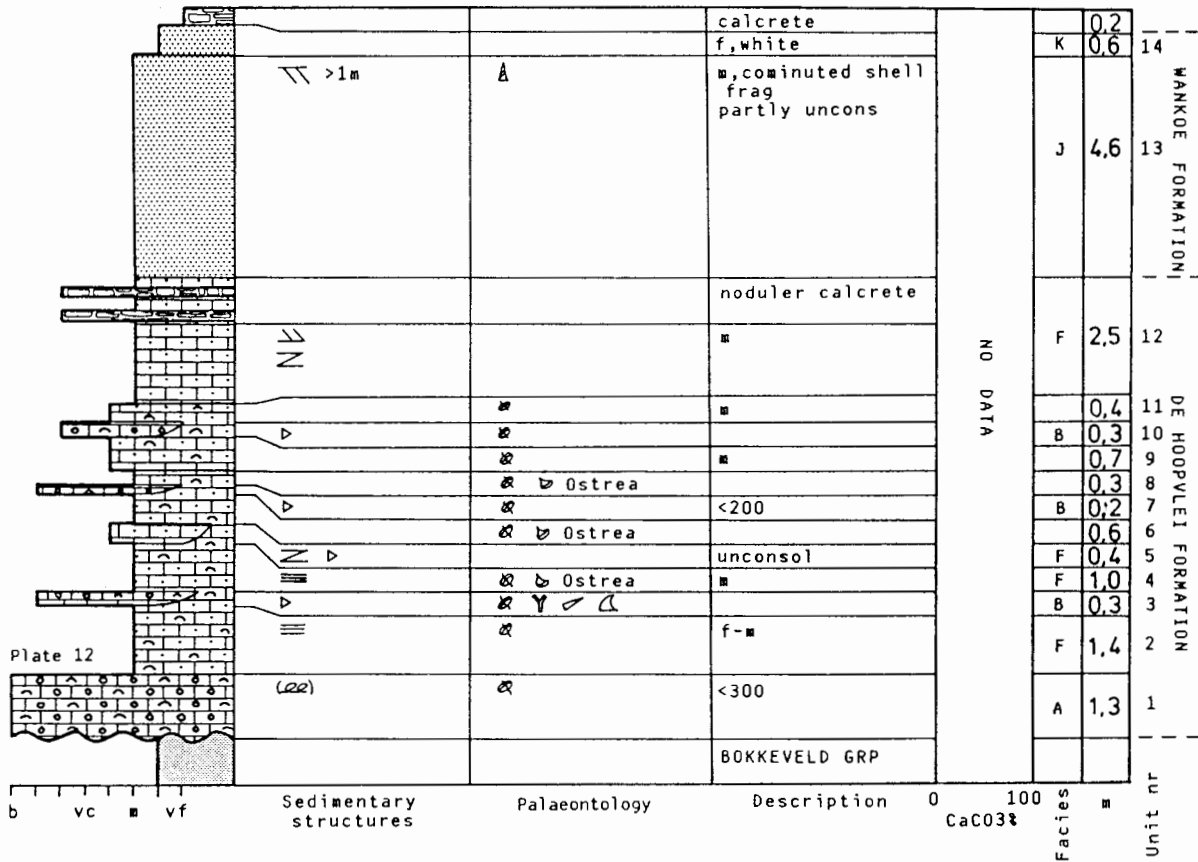 calcrete 0,2
f,white K 0,6 14
>1m m,cominuted shell
frag
partly uncons
J 4,6 13
WANKOE FORMATION
noduler calcrete
m F 2,5 12
NO DATA
m 0,4 11
B 0,3 10
m 0,7 9
Ostrea 0,3 8
<200 B 0,2 7
Ostrea 0,6 6
unconsol F 0,4 5
Ostrea m F 1,0 4
B 0,3 3
f-m F 1,4 2
DE HOOPVLEI FORMATION
Plate 12
<300 A 1,3 1
BOKKEVELD GRP
b vc m vf
Sedimentary
structures
Palaeontology
Description
0 100
CaCO3%
Facies
m
Unit nr